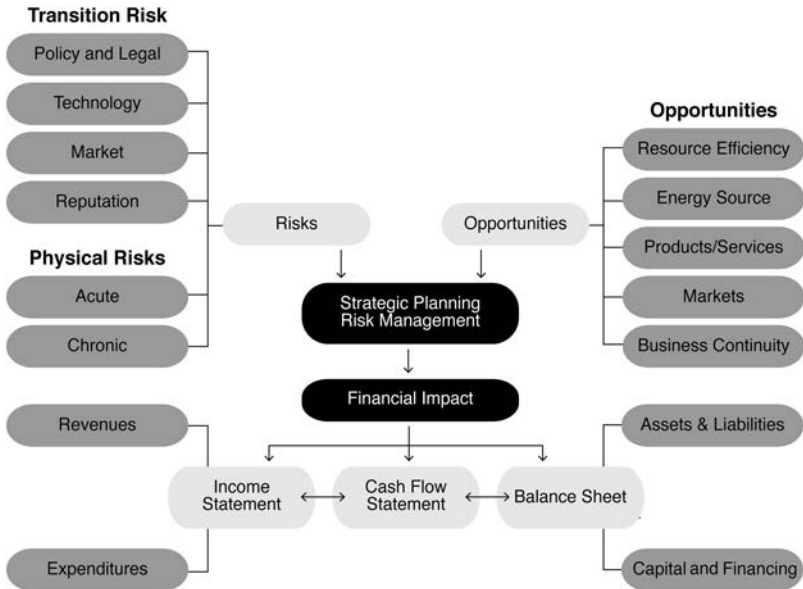 Transition Risk
Policy and Legal
Technology
Market
Reputation
Physical Risks
Acute
Chronic
Risks
Opportunities
Opportunities
Resource Efficiency
Energy Source
Products/Services
Markets
Business Continuity
Strategic Planning
Risk Management
Financial Impact
Revenues
Expenditures
Income
Statement
Cash Flow
Statement
Balance Sheet
Assets & Liabilities
Capital and Financing